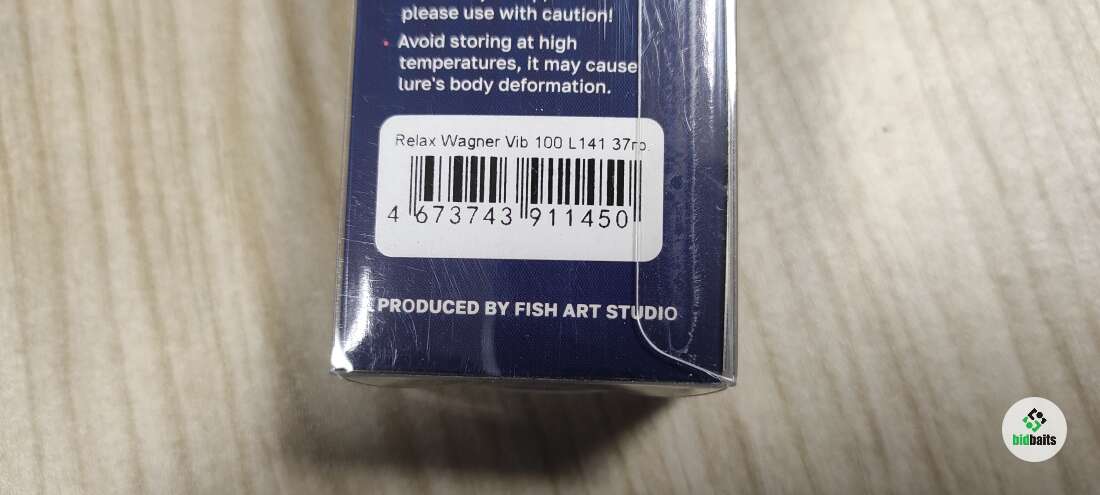 please use with caution!
Avoid storing at high
temperatures, it may cause
lure's body deformation.
Relax Wagner Vib 100 L141 37гр.
4 673743 911450
PRODUCED BY FISH ART STUDIO
bidbaits